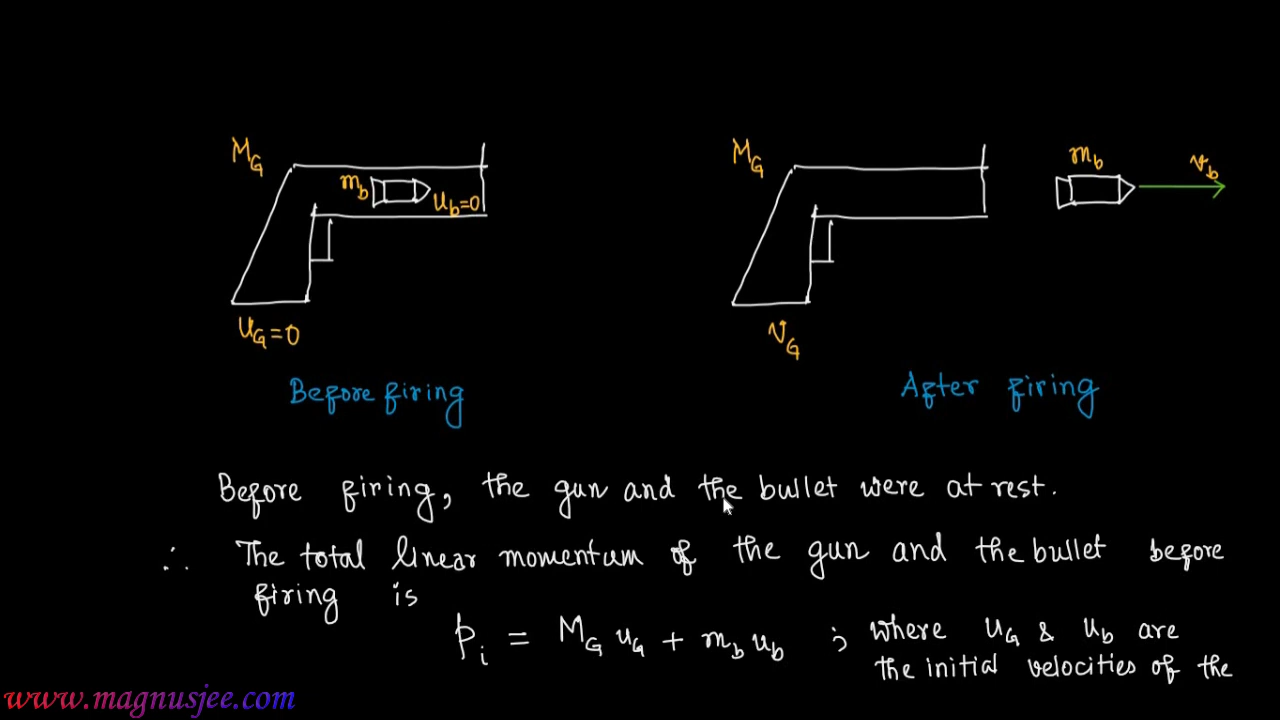 M_G
m_b
u_b=0
u_G=0
Before firing
M_G
m_b
v_b
v_G
After firing
Before firing, the gun and the bullet were at rest.
∴ The total linear momentum of the gun and the bullet before
firing is
p_i = M_G u_G + m_b u_b ; where u_G & u_b are
the initial velocities of the
www.magnusjee.com